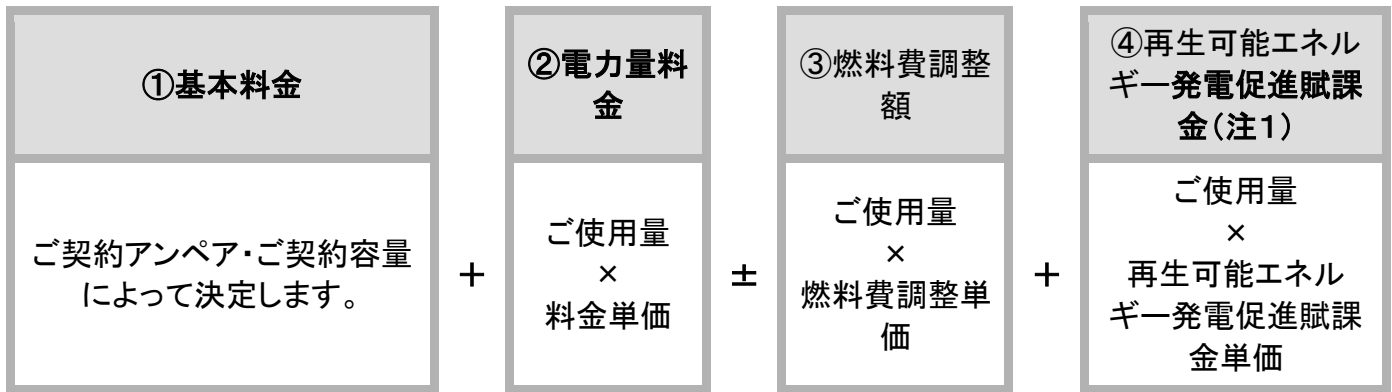 ①基本料金
ご契約アンペア・ご契約容量
によって決定します。
＋
②電力量料
金
ご使用量
×
料金単価
±
③燃料費調整
額
ご使用量
×
燃料費調整単
価
＋
④再生可能エネル
ギー発電促進賦課
金（注１）
ご使用量
×
再生可能エネル
ギー発電促進賦課
金単価